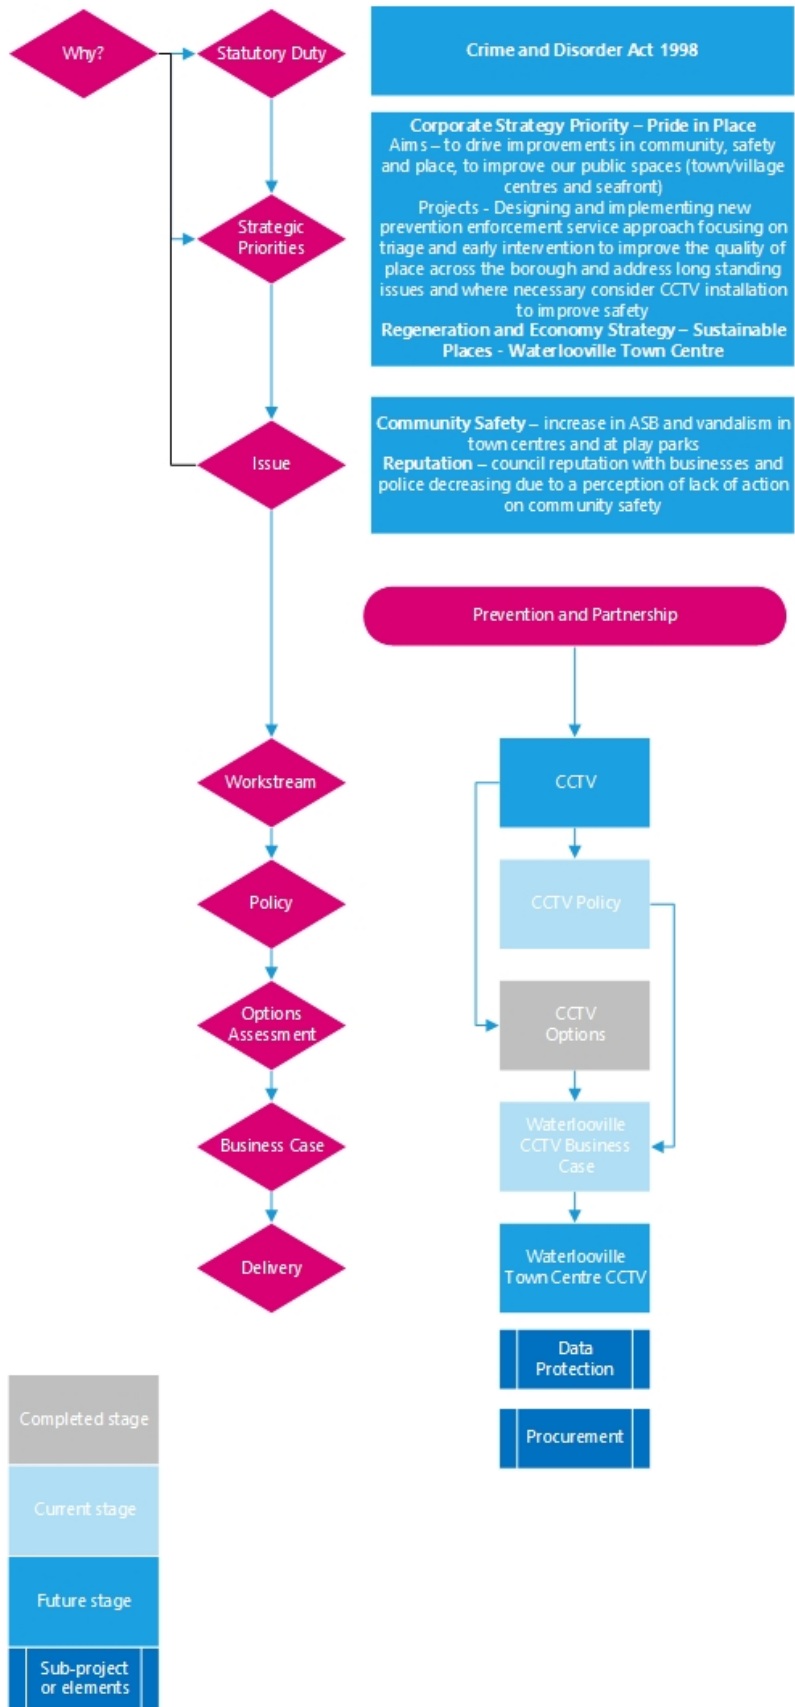 Why?
Statutory Duty
Crime and Disorder Act 1998
Corporate Strategy Priority – Pride in Place
Aims – to drive improvements in community, safety
and place, to improve our public spaces (town/village
centres and seafront)
Projects - Designing and implementing new
prevention enforcement service approach focusing on
triage and early intervention to improve the quality of
place across the borough and address long standing
issues and where necessary consider CCTV installation
to improve safety
Regeneration and Economy Strategy – Sustainable
Places - Waterlooville Town Centre
Strategic
Priorities
Issue
Community Safety – increase in ASB and vandalism in
town centres and at play parks
Reputation – council reputation with businesses and
police decreasing due to a perception of lack of action
on community safety
Prevention and Partnership
Workstream
CCTV
Policy
CCTV Policy
Options
Assessment
CCTV
Options
Business Case
Waterlooville
CCTV Business
Case
Delivery
Waterlooville
Town Centre CCTV
Data
Protection
Procurement
Completed stage
Current stage
Future stage
Sub-project
or elements